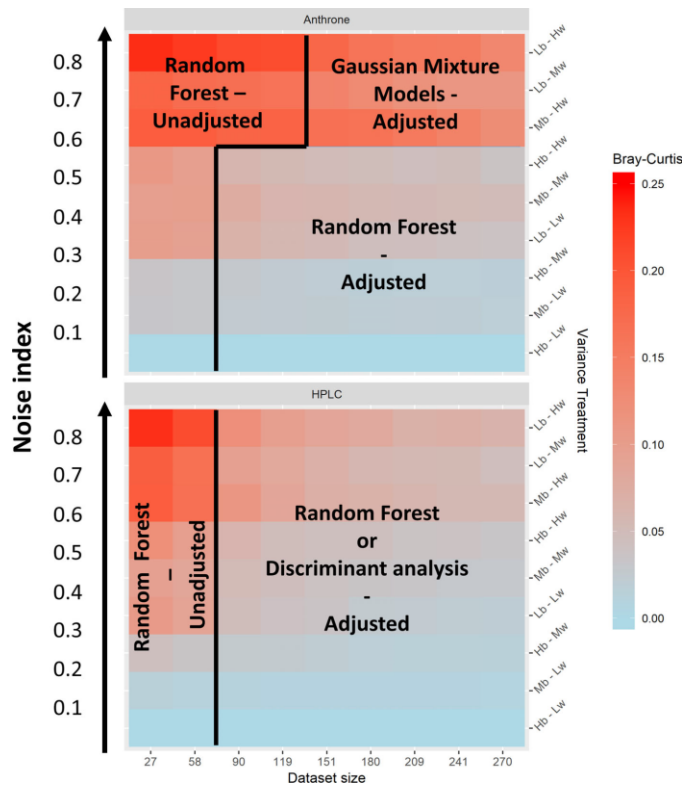 Anthrone
0.8
0.7
0.6
0.5
0.4
0.3
0.2
0.1
Random
Forest –
Unadjusted
Gaussian Mixture
Models -
Adjusted
Random Forest
-
Adjusted
Lb - Hw
Lb - Mw
Mb - Hw
Hb - Hw
Mb - Mw
Lb - Lw
Hb - Mw
Mb - Lw
Hb - Lw
Noise index
HPLC
0.8
0.7
0.6
0.5
0.4
0.3
0.2
0.1
Random Forest
–
Unadjusted
Random Forest
or
Discriminant analysis
-
Adjusted
Lb - Hw
Lb - Mw
Mb - Hw
Hb - Hw
Mb - Mw
Lb - Lw
Hb - Mw
Mb - Lw
Hb - Lw
27 58 90 119 151 180 209 241 270
Dataset size
Variance Treatment
Bray-Curtis
0.25
0.20
0.15
0.10
0.05
0.00